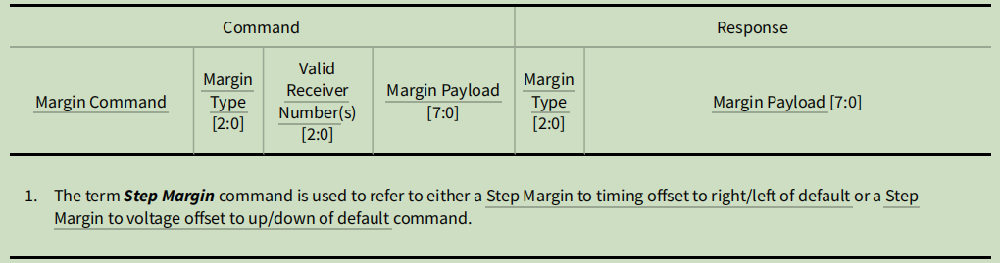 Command
Response
Margin Command
Margin
Type
[2:0]
Valid
Receiver
Number(s)
[2:0]
Margin Payload
[7:0]
Margin
Type
[2:0]
Margin Payload [7:0]
1. The term Step Margin command is used to refer to either a Step Margin to timing offset to right/left of default or a Step
Margin to voltage offset to up/down of default command.